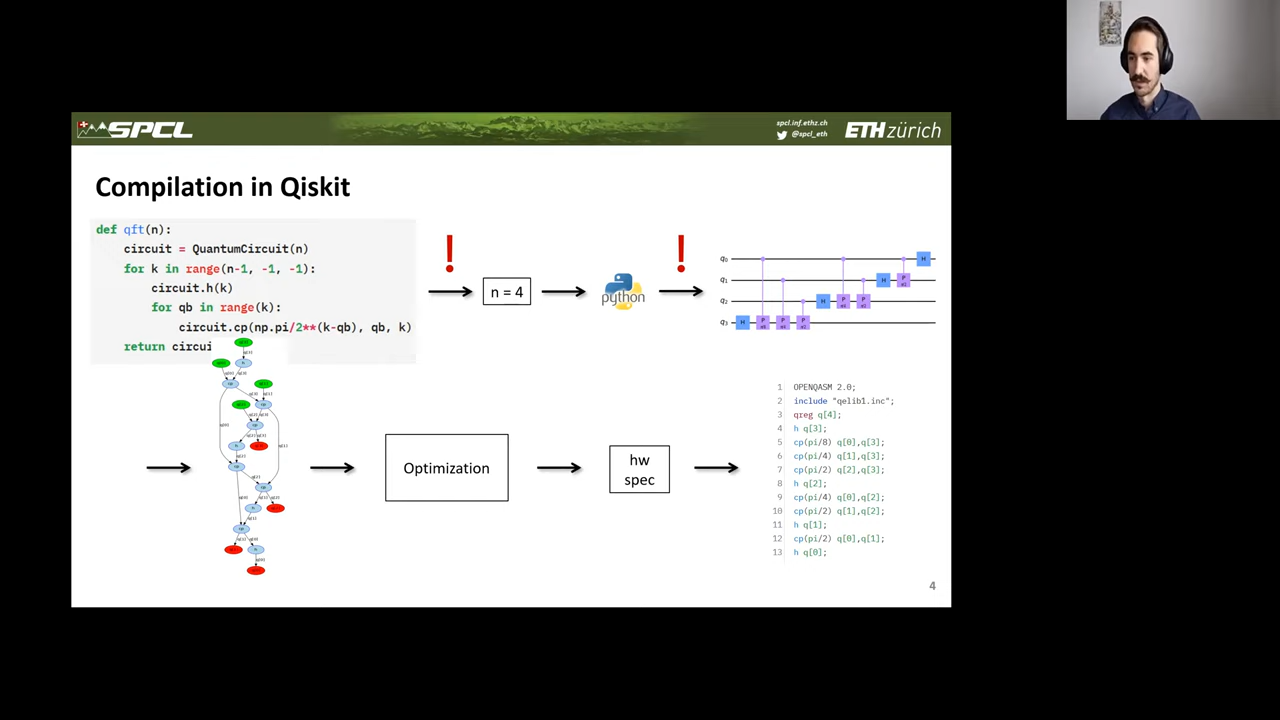 SPCL
spcl.inf.ethz.ch
@spcl_eth
ETH zürich
Compilation in Qiskit
def qft(n):
circuit = QuantumCircuit(n)
for k in range(n-1, -1, -1):
circuit.h(k)
for qb in range(k):
circuit.cp(np.pi/2**(k-qb), qb, k)
return circui
!
n = 4
python
!
q0
q1
q2
q3
H
P
P
P
H
P
P
H
P
H
Optimization
hw
spec
1 OPENQASM 2.0;
2 include "qelib1.inc";
3 qreg q[4];
4 h q[3];
5 cp(pi/8) q[0],q[3];
6 cp(pi/4) q[1],q[3];
7 cp(pi/2) q[2],q[3];
8 h q[2];
9 cp(pi/4) q[0],q[2];
10 cp(pi/2) q[1],q[2];
11 h q[1];
12 cp(pi/2) q[0],q[1];
13 h q[0];
4